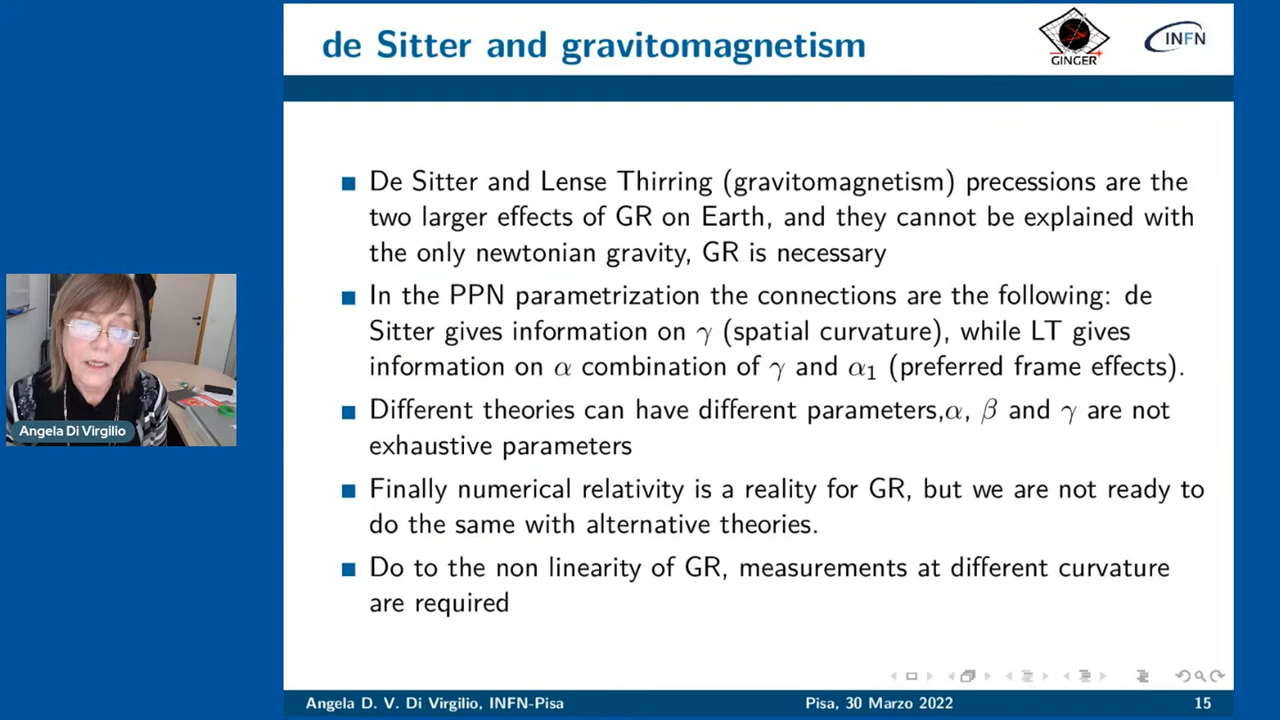 de Sitter and gravitomagnetism
GINGER
INFN
De Sitter and Lense Thirring (gravitomagnetism) precessions are the
two larger effects of GR on Earth, and they cannot be explained with
the only newtonian gravity, GR is necessary
In the PPN parametrization the connections are the following: de
Sitter gives information on γ (spatial curvature), while LT gives
information on α combination of γ and α₁ (preferred frame effects).
Different theories can have different parameters,α, β and γ are not
exhaustive parameters
Finally numerical relativity is a reality for GR, but we are not ready to
do the same with alternative theories.
Do to the non linearity of GR, measurements at different curvature
are required
Angela Di Virgilio
Angela D. V. Di Virgilio, INFN-Pisa
Pisa, 30 Marzo 2022
15